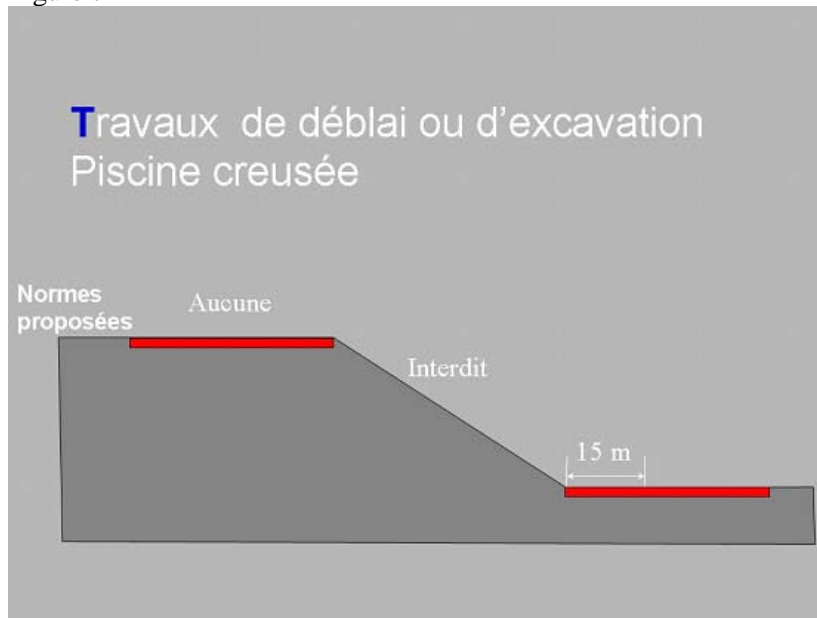 Travaux de déblai ou d'excavation
Piscine creusée
Normes
proposées
Aucune
Interdit
15 m